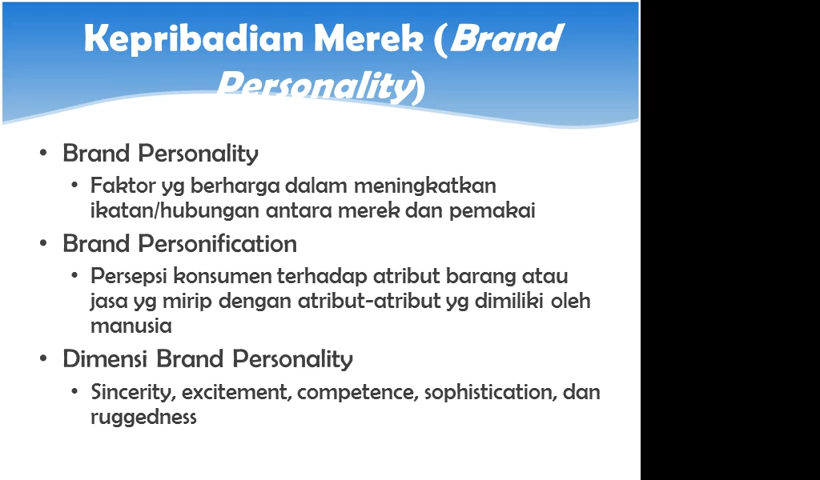 Kepribadian Merek (Brand
Personality)
• Brand Personality
• Faktor yg berharga dalam meningkatkan
ikatan/hubungan antara merek dan pemakai
• Brand Personification
• Persepsi konsumen terhadap atribut barang atau
jasa yg mirip dengan atribut-atribut yg dimiliki oleh
manusia
• Dimensi Brand Personality
• Sincerity, excitement, competence, sophistication, dan
ruggedness